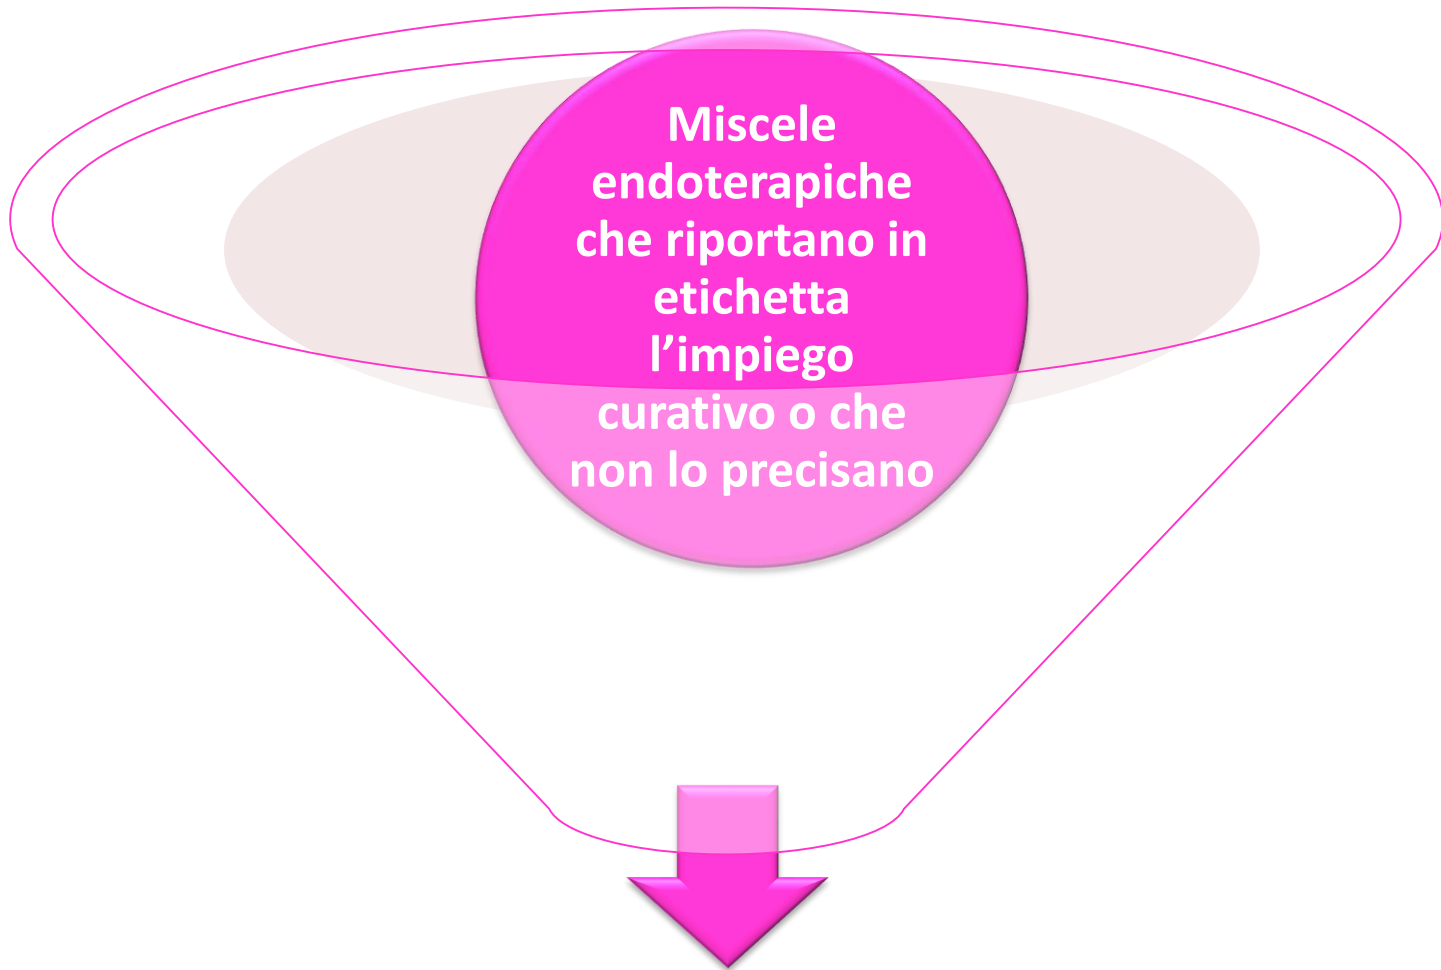 Miscele
endoterapiche
che riportano in
etichetta
l’impiego
curativo o che
non lo precisano